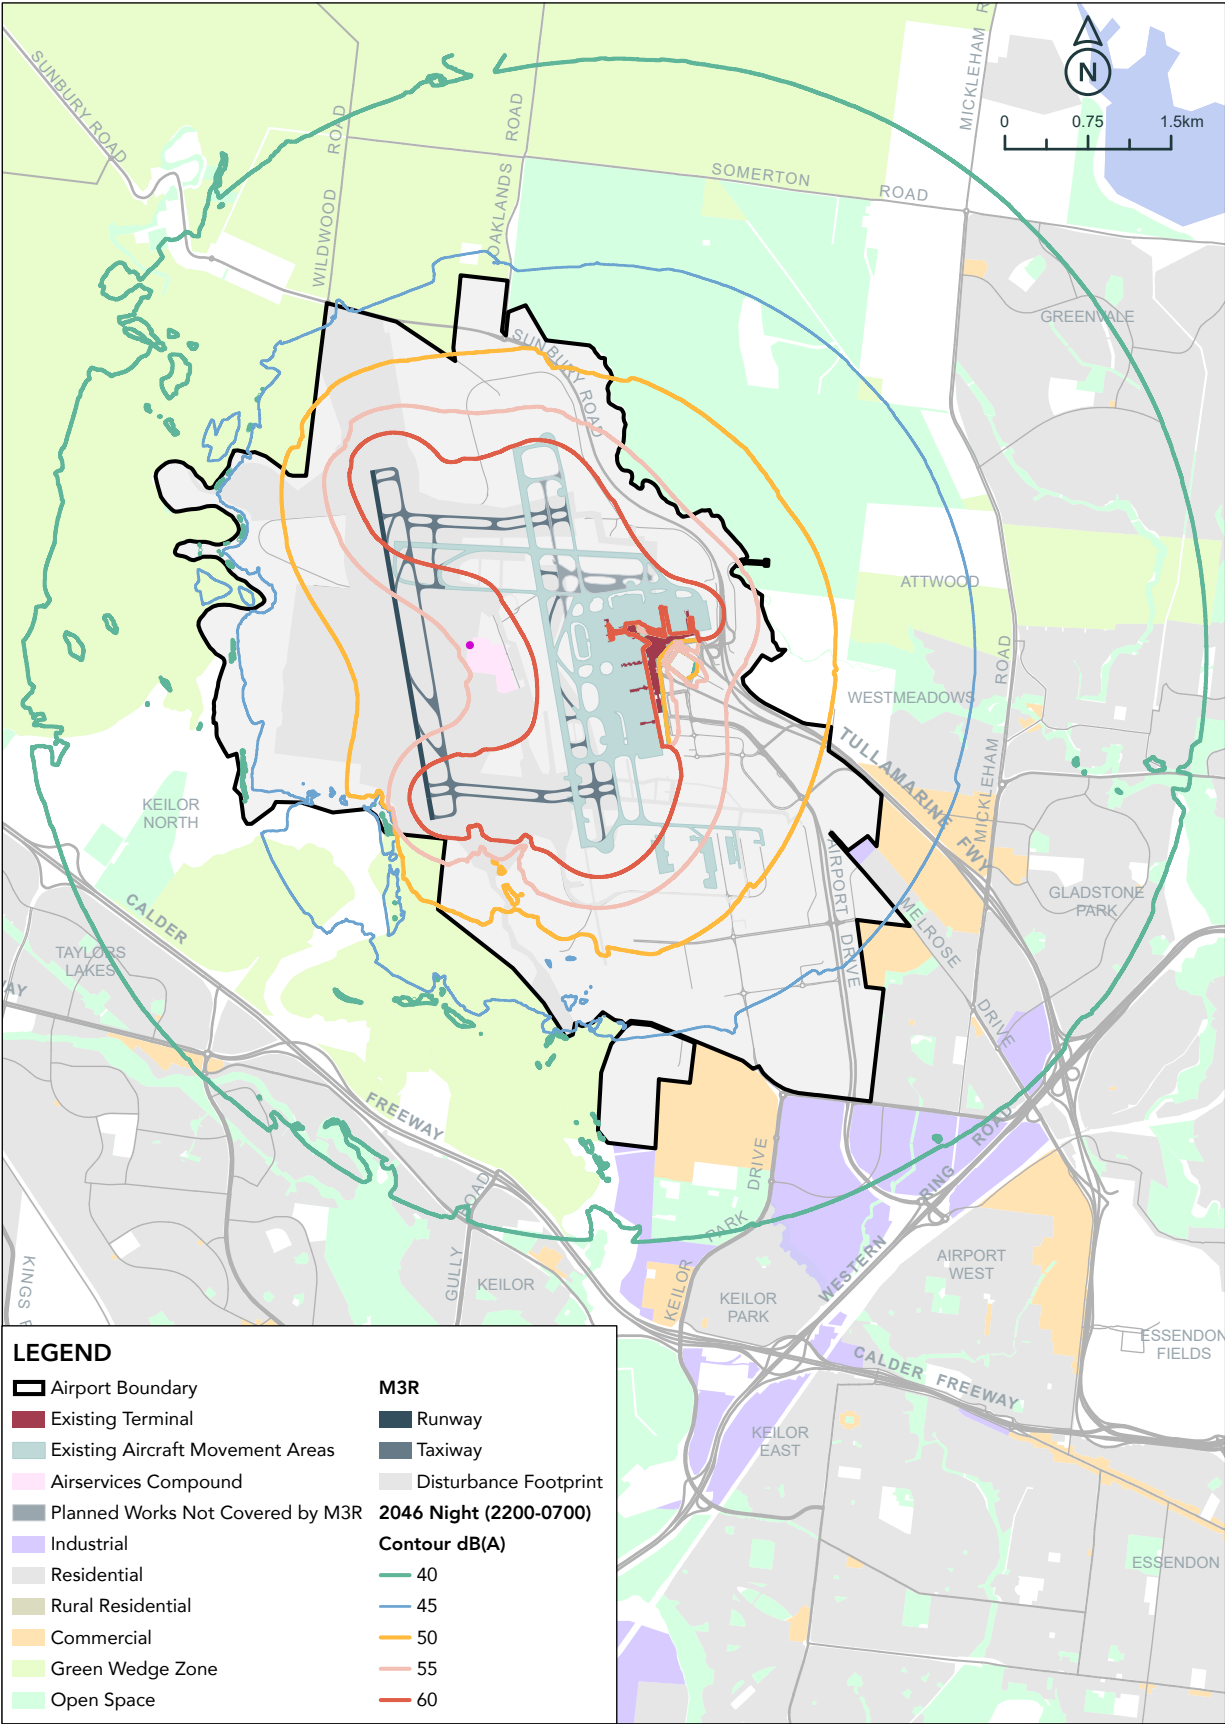 MICKLEHAM R
N
0 0.75 1.5km
SUNBURY ROAD
WILDWOOD ROAD
OAKLANDS ROAD
SOMERTON ROAD
GREENVALE
SUNBURY ROAD
ATTWOOD
WESTMEADOWS
MICKLEHAM ROAD
TULLAMARINE FWY
KEILOR
NORTH
AIRPORT DRIVE
MELROSE DRIVE
GLADSTONE
PARK
CALDER FREEWAY
TAYLORS
LAKES
WAY
GULLY ROAD
KEILOR
KINGS R
KEILOR PARK DRIVE
KEILOR
PARK
WESTERN RING ROAD
AIRPORT
WEST
ESSENDON
FIELDS
CALDER FREEWAY
KEILOR
EAST
ESSENDON
LEGEND
Airport Boundary
Existing Terminal
Existing Aircraft Movement Areas
Airservices Compound
Planned Works Not Covered by M3R
Industrial
Residential
Rural Residential
Commercial
Green Wedge Zone
Open Space
M3R
Runway
Taxiway
Disturbance Footprint
2046 Night (2200-0700)
Contour dB(A)
40
45
50
55
60